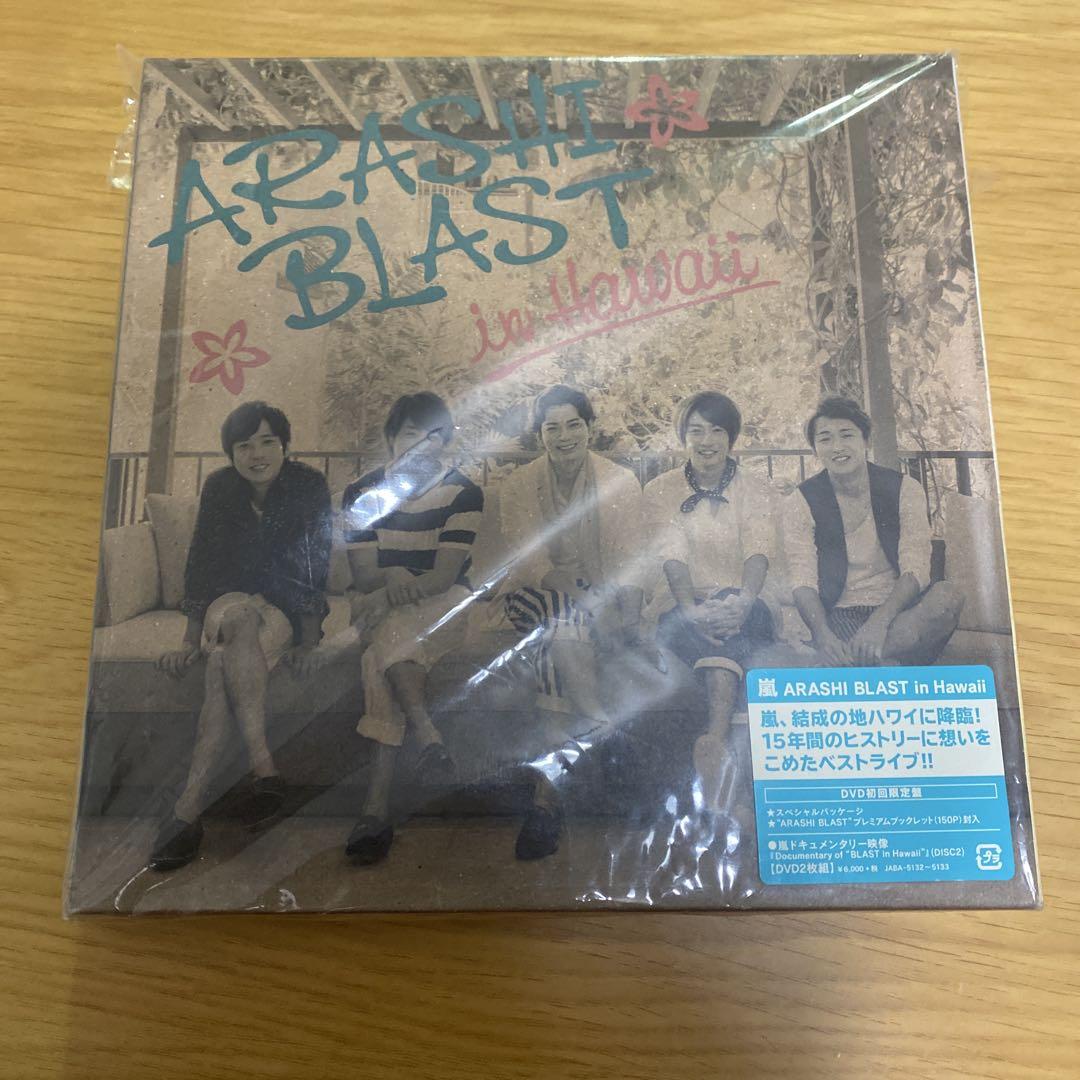 ARASHI
BLAST
in Hawaii
嵐 ARASHI BLAST in Hawaii
嵐、結成の地ハワイに降臨!
15年間のヒストリーに想いを
こめたベストライブ!!
DVD初回限定盤
★スペシャルパッケージ
★"ARASHI BLAST"プレミアムブックレット(150P)封入
●嵐ドキュメンタリー映像
『Documentary of "BLAST in Hawaii"』(DISC2)
【DVD2枚組】 ¥6,000+税 JABA-5132~5133
プラ